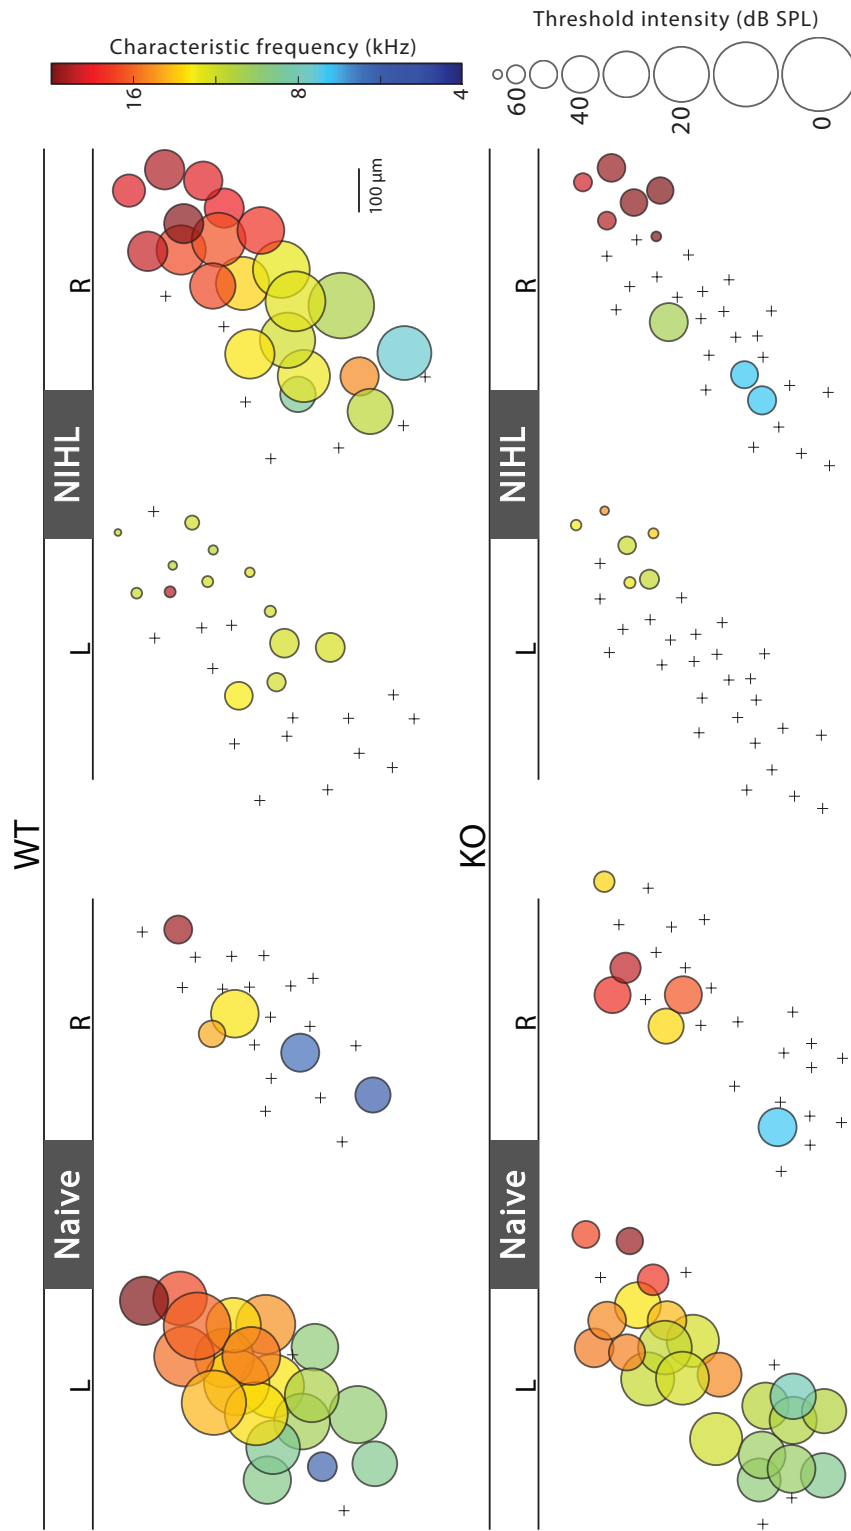 Characteristic frequency (kHz)
16
8
4
Threshold intensity (dB SPL)
60
40
20
0
WT
Naive
NIHL
L
R
L
R
100 μm
KO
Naive
NIHL
L
R
L
R